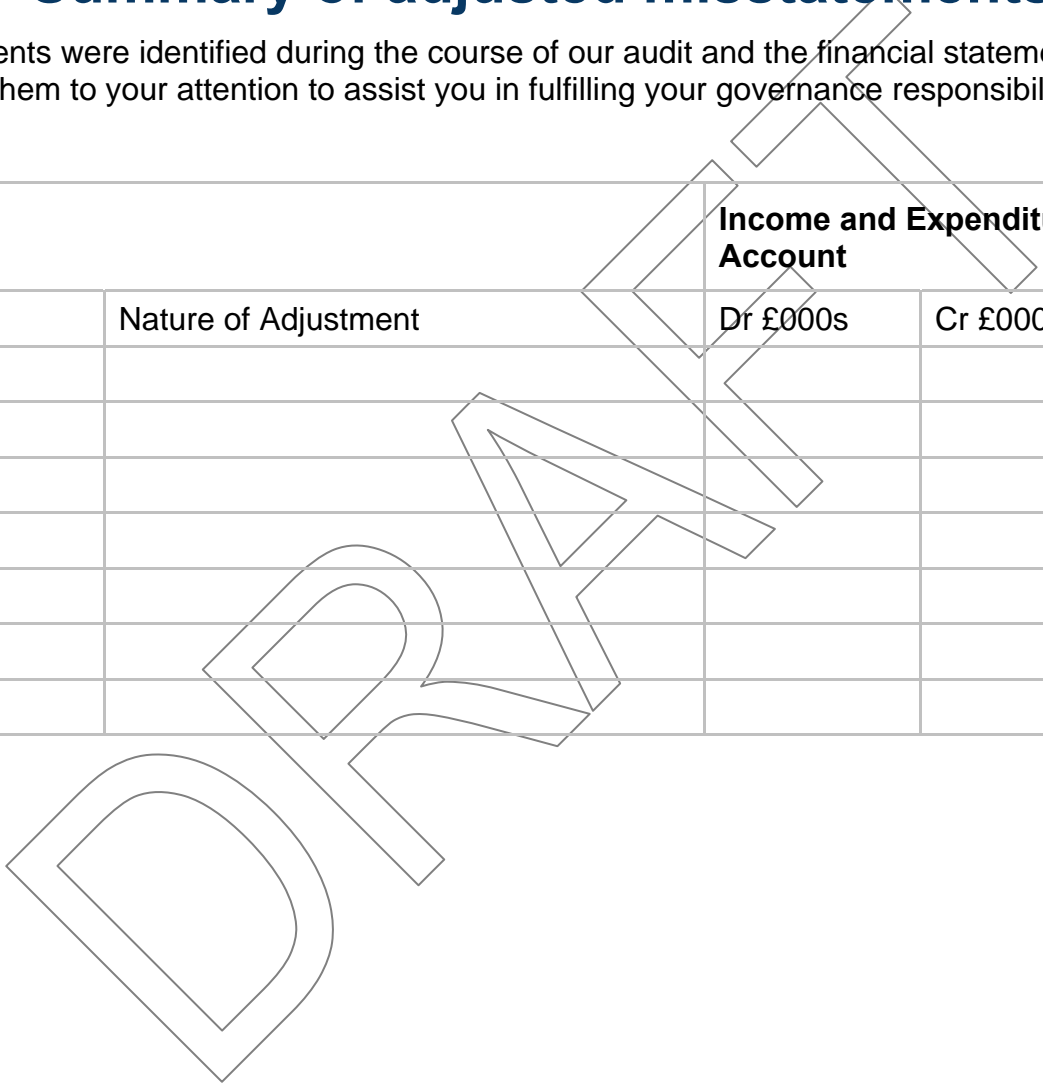 Summary of adjusted misstatements
ents were identified during the course of our audit and the financial stateme
hem to your attention to assist you in fulfilling your governance responsibil
Income and Expenditu
Account
Nature of Adjustment Dr £000s Cr £000
DRAFT